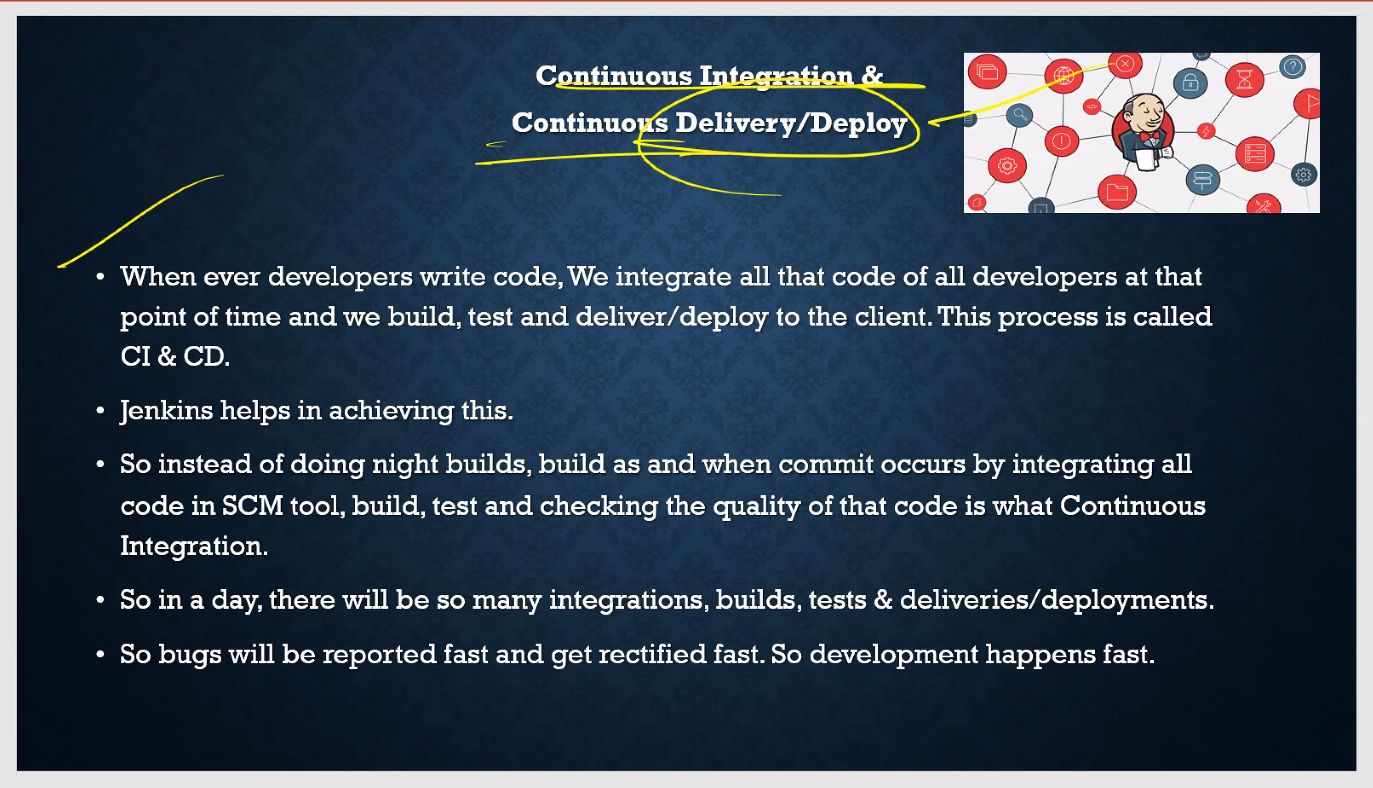 Continuous Integration &
Continuous Delivery/Deploy
• When ever developers write code, We integrate all that code of all developers at that
point of time and we build, test and deliver/deploy to the client. This process is called
CI & CD.
• Jenkins helps in achieving this.
• So instead of doing night builds, build as and when commit occurs by integrating all
code in SCM tool, build, test and checking the quality of that code is what Continuous
Integration.
• So in a day, there will be so many integrations, builds, tests & deliveries/deployments.
• So bugs will be reported fast and get rectified fast. So development happens fast.